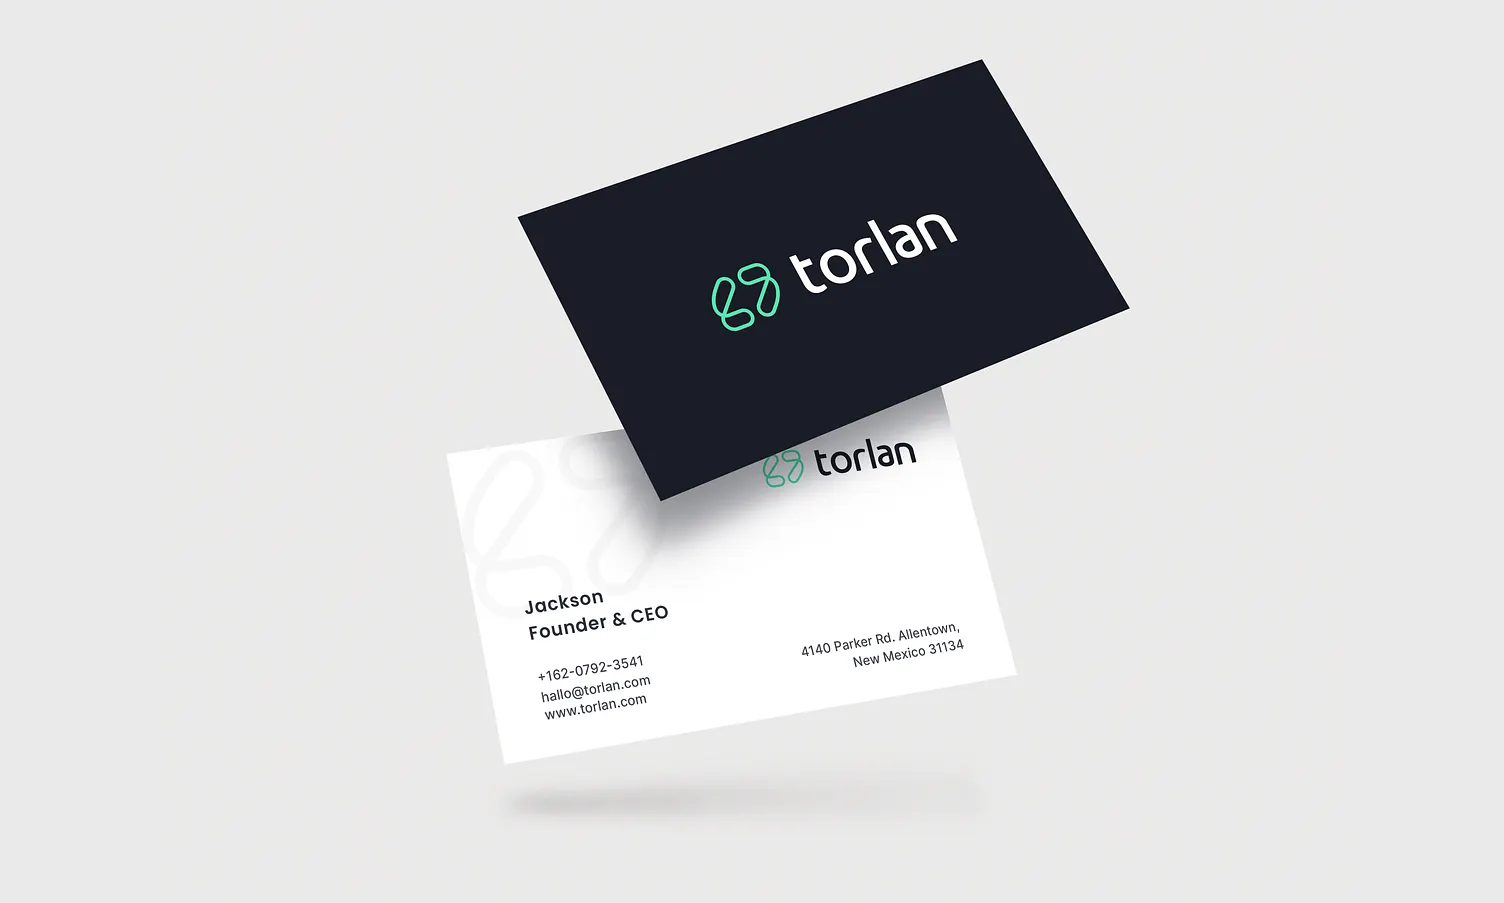 torlan
torlan
Jackson
Founder & CEO
+162-0792-3541
hallo@torlan.com
www.torlan.com
4140 Parker Rd. Allentown,
New Mexico 31134